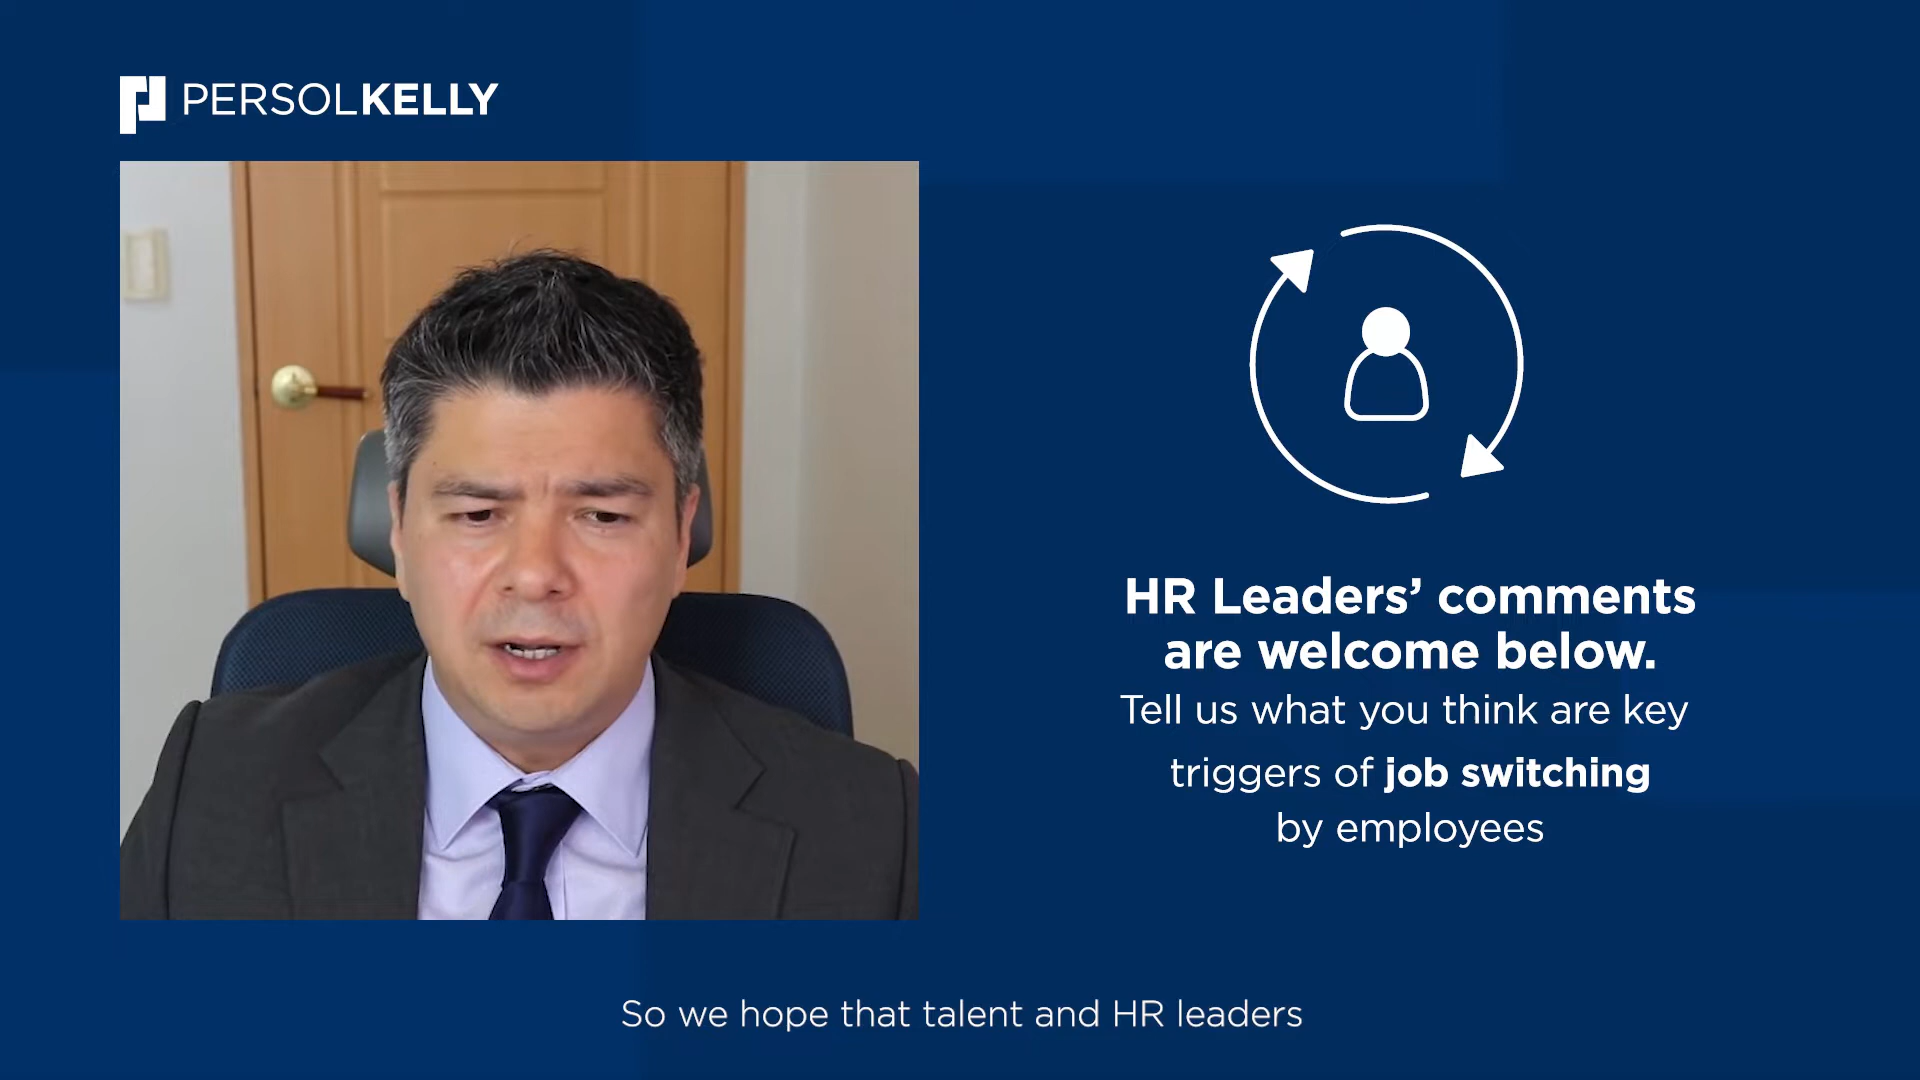 PERSOLKELLY
HR Leaders’ comments
are welcome below.
Tell us what you think are key
triggers of job switching
by employees
So we hope that talent and HR leaders